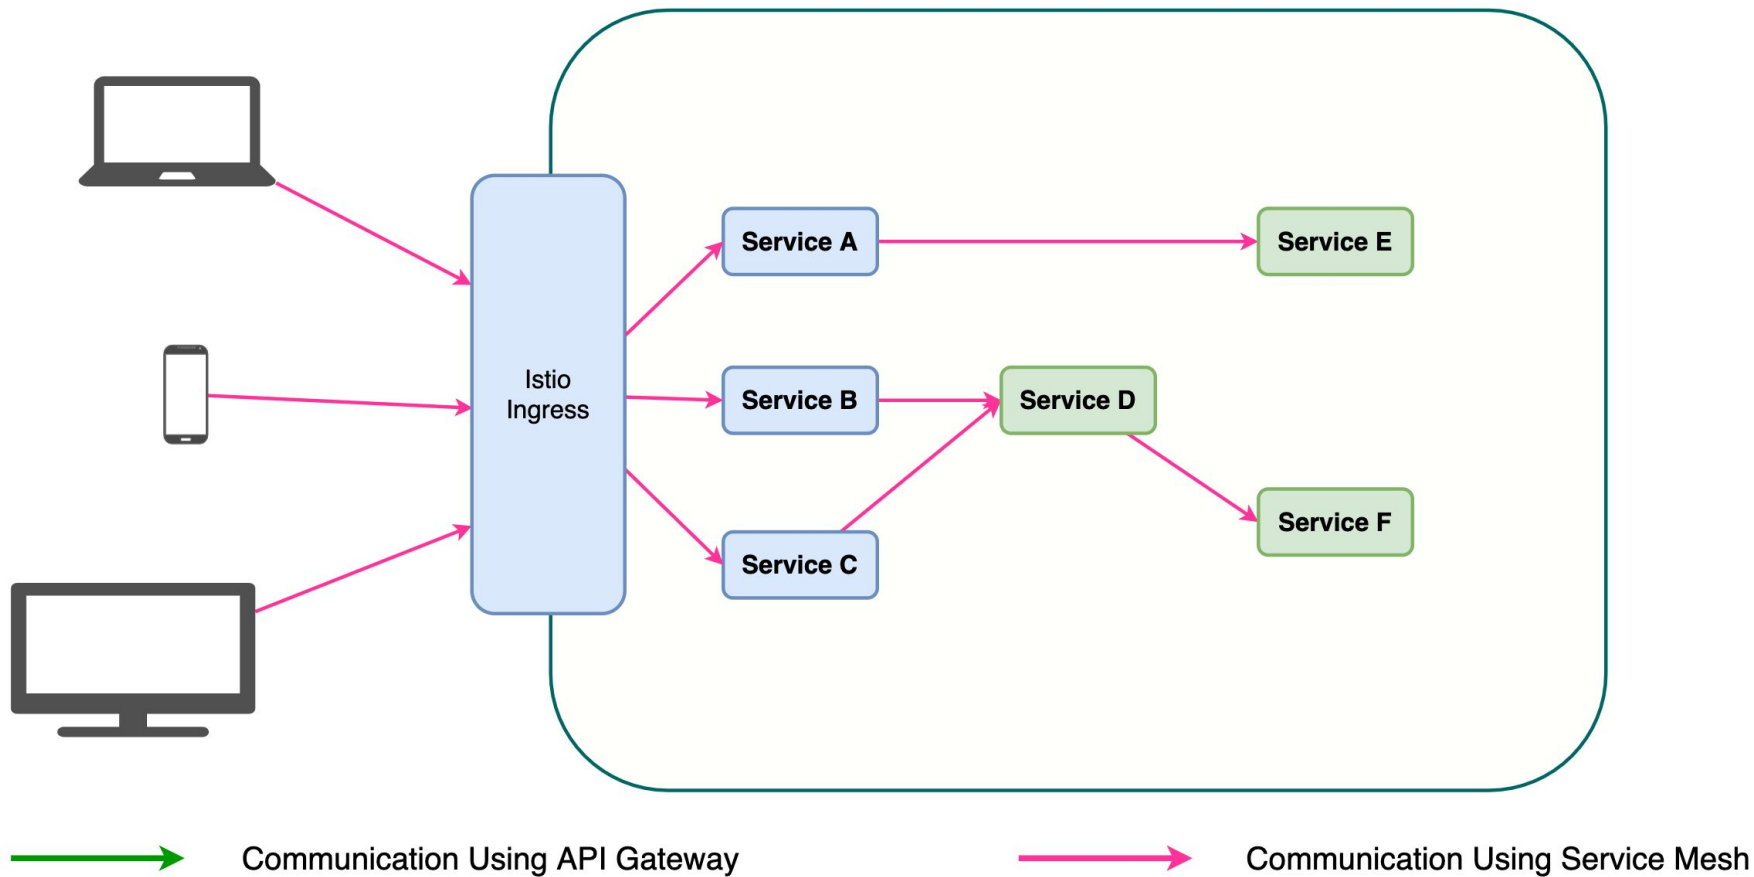 Service A
Service E
Istio
Ingress
Service B
Service D
Service F
Service C
Communication Using API Gateway
Communication Using Service Mesh